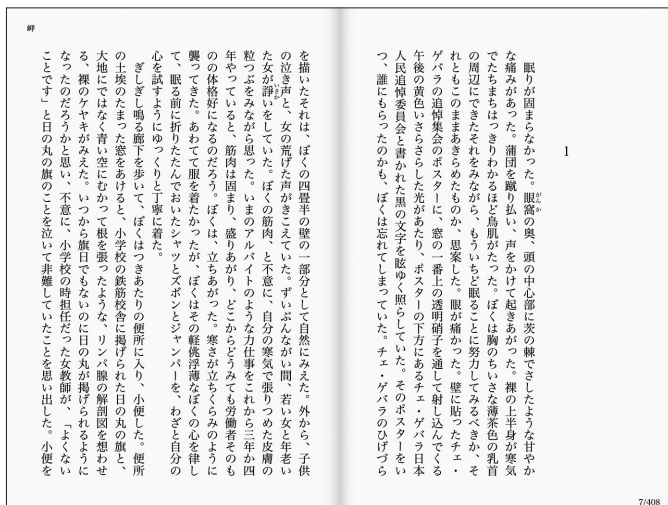 岬
1
眠りが固まらなかった。眼窩の奥、頭の中心部に茨の棘でさしたような甘やか
な痛みがあった。蒲団を蹴り払い、声をかけて起きあがった。裸の上半身が寒気
でたちまちはっきりわかるほど鳥肌がたった。ぼくは胸のちいさな薄茶色の乳首
の周辺にできたそれをみながら、もういちど眠ることに努力してみるべきか、そ
れともこのままあきらめたものか、思案した。眼が痛かった。壁に貼ったチェ・
ゲバラの追悼集会のポスターに、窓の一番上の透明硝子を通して射し込んでくる
午後の黄色いさらさらした光があたり、ポスターの下方にあるチェ・ゲバラ日本
人民追悼委員会と書かれた黒の文字を眩ゆく照らしていた。そのポスターをい
つ、誰にもらったのかも、ぼくは忘れてしまっていた。チェ・ゲバラのひげづら
を描いたそれは、ぼくの四畳半の壁の一部分として自然にみえた。外から、子供
の泣き声と、女の荒げた声がきこえていた。ずいぶんながい間、若い女と年老い
た女が諍いをしていた。ぼくの筋肉、と不意に、自分の寒気で張りつめた皮膚の
粒つぶをみながら思った。いまのアルバイトのような力仕事をこれから三年か四
年やっていると、筋肉は固まり、盛りあがり、どこからどうみても労働者そのも
のの体格好になるのだろう。ぼくは、立ちあがった。寒さが立ちくらみのように
襲ってきた。あわてて服を着たかったが、ぼくはその軽佻浮薄なぼくの心を律し
て、眠る前に折りたたんでおいたシャツとズボンとジャンパーを、わざと自分の
心を試すようにゆっくりと丁寧に着た。
ぎしぎし鳴る廊下を歩いて、ぼくはつきあたりの便所に入り、小便した。便所
の土埃のたまった窓をあけると、小学校の鉄筋校舎に掲げられた日の丸の旗と、
大地にではなく青い空にむかって根を張ったような、リンパ腺の解剖図を想わせ
る、裸のケヤキがみえた。いつから旗日でもないのに日の丸が掲げられるように
なったのだろうかと思い、不意に、小学校の時担任だった女教師が、「よくない
ことです」と日の丸の旗のことを泣いて非難していたことを思い出した。小便を
7/408